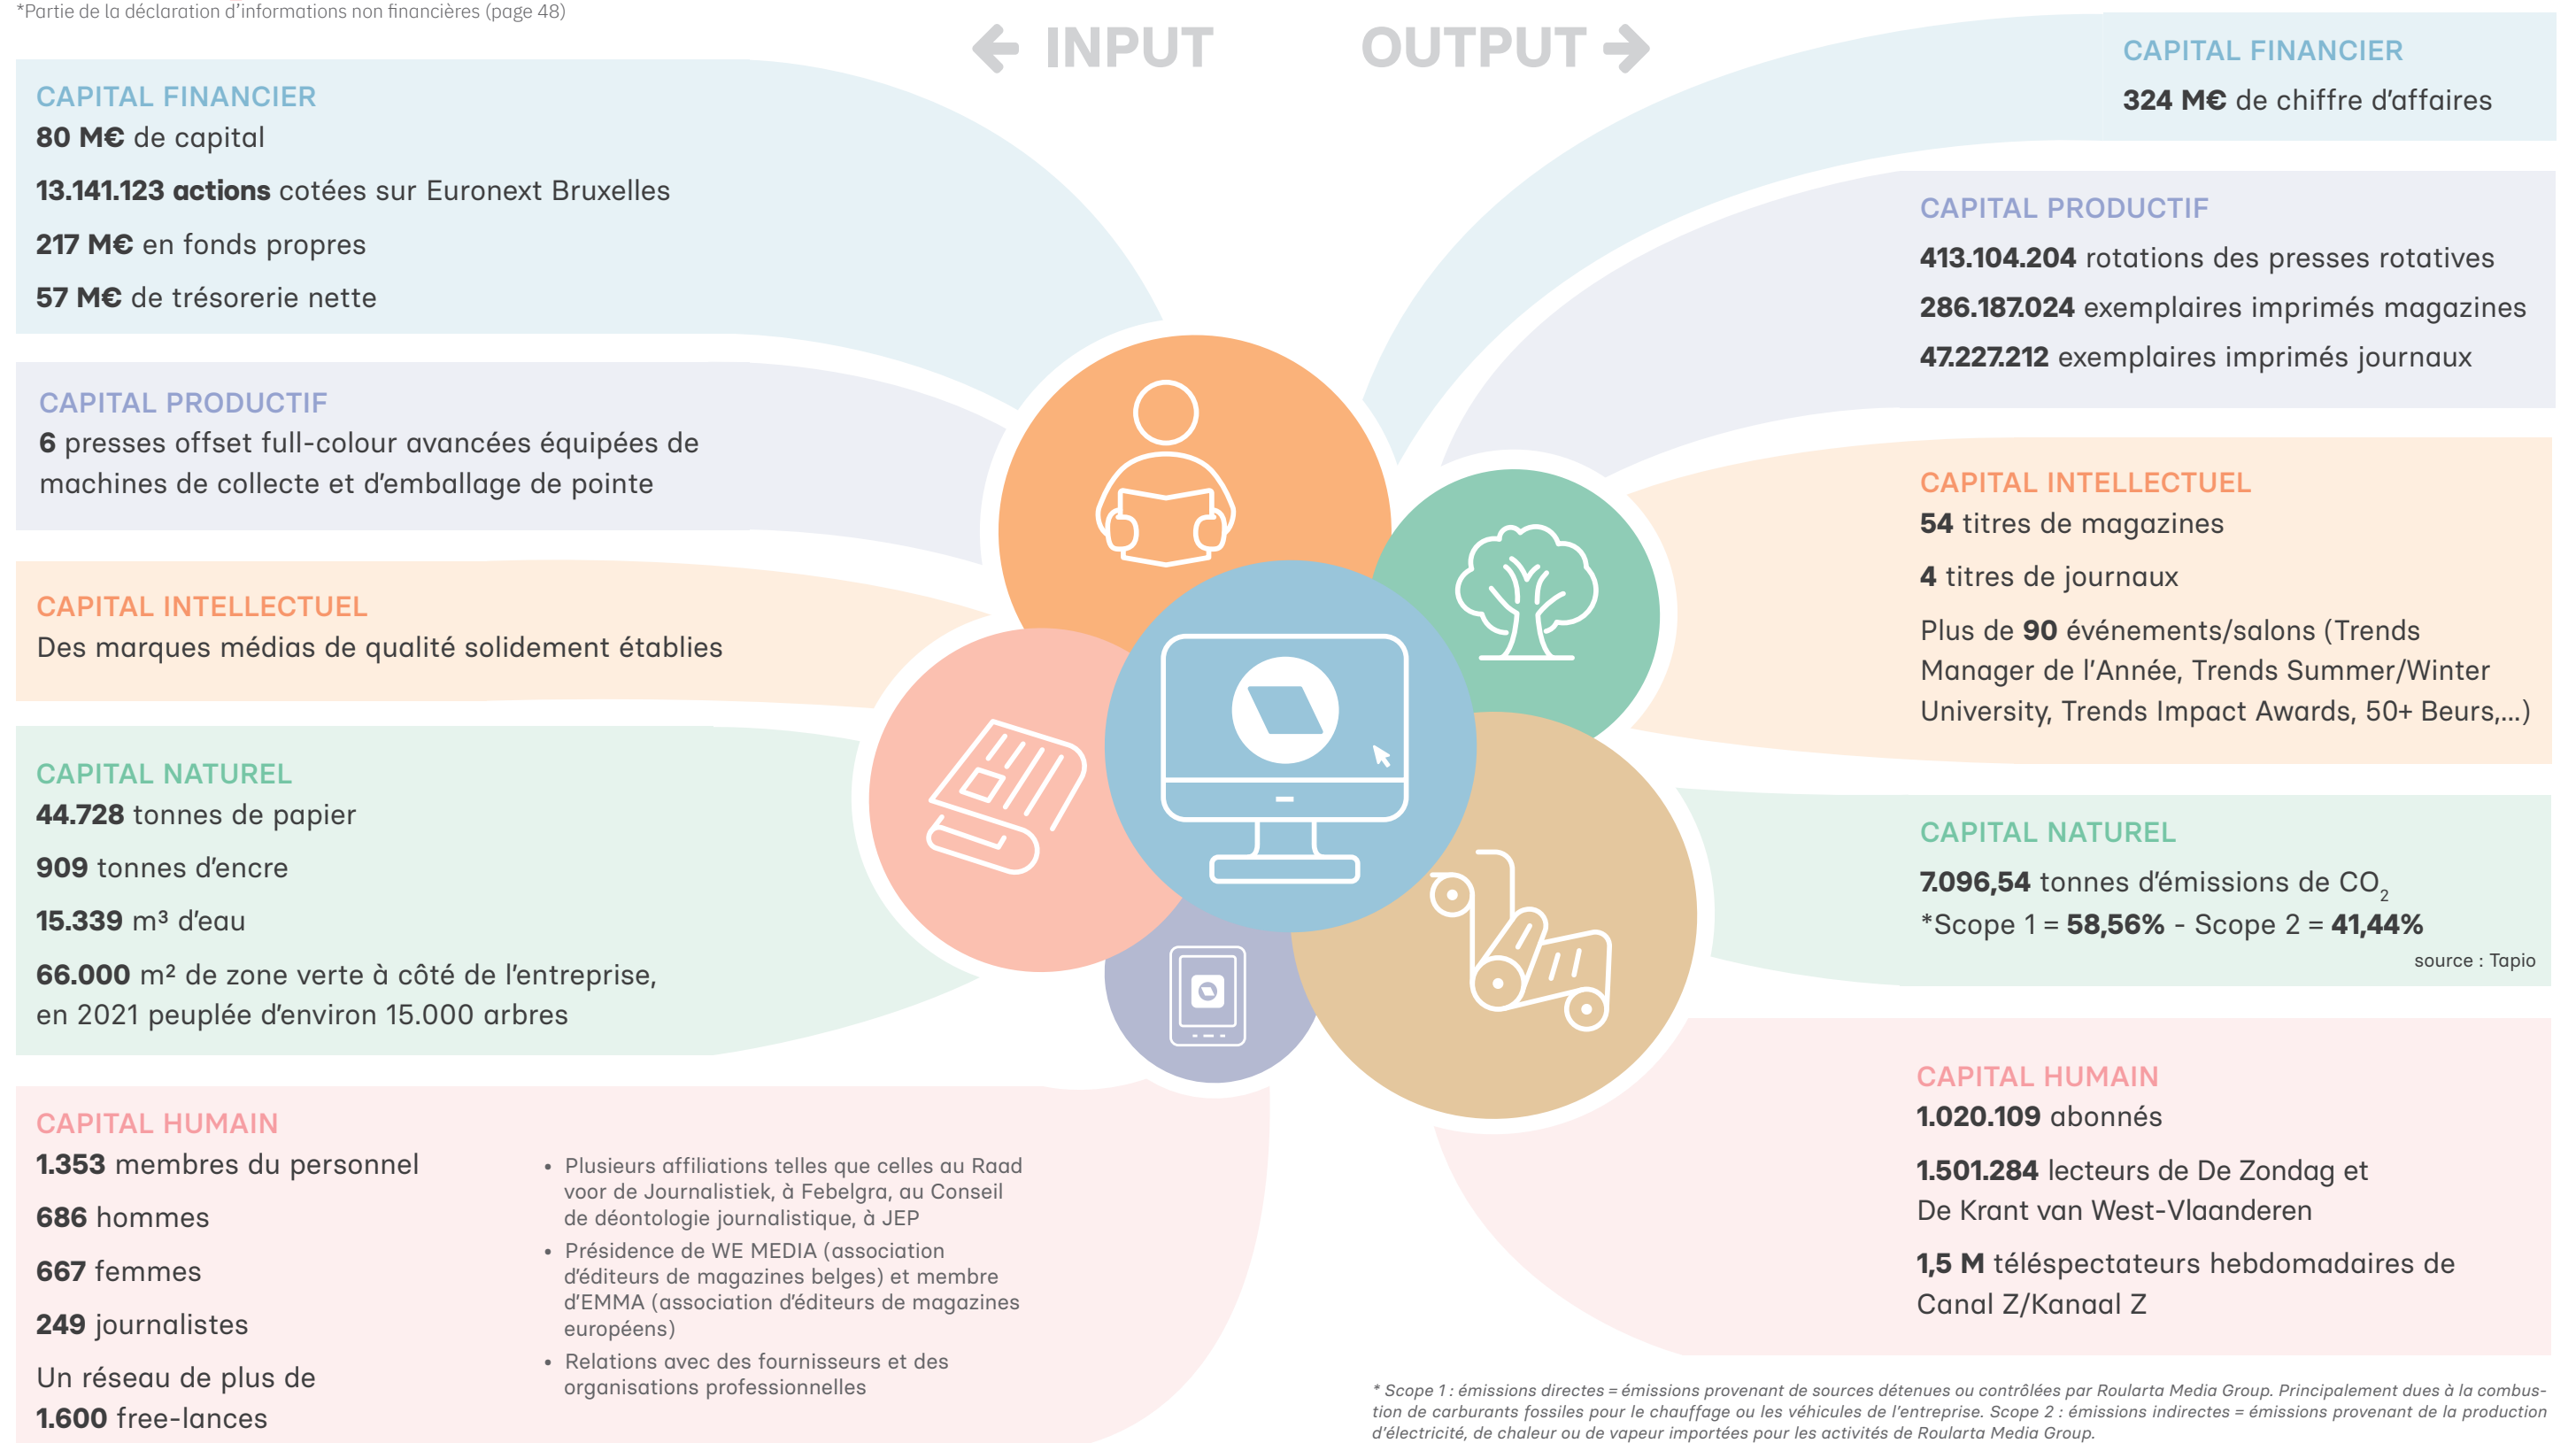 *Partie de la déclaration d'informations non financières (page 48)
← INPUT
OUTPUT →
CAPITAL FINANCIER
80 M€ de capital
13.141.123 actions cotées sur Euronext Bruxelles
217 M€ en fonds propres
57 M€ de trésorerie nette
CAPITAL PRODUCTIF
6 presses offset full-colour avancées équipées de
machines de collecte et d'emballage de pointe
CAPITAL INTELLECTUEL
Des marques médias de qualité solidement établies
CAPITAL NATUREL
44.728 tonnes de papier
909 tonnes d'encre
15.339 m³ d'eau
66.000 m² de zone verte à côté de l'entreprise,
en 2021 peuplée d'environ 15.000 arbres
CAPITAL HUMAIN
1.353 membres du personnel
686 hommes
667 femmes
249 journalistes
Un réseau de plus de
1.600 free-lances
• Plusieurs affiliations telles que celles au Raad
voor de Journalistiek, à Febelgra, au Conseil
de déontologie journalistique, à JEP
• Présidence de WE MEDIA (association
d'éditeurs de magazines belges) et membre
d'EMMA (association d'éditeurs de magazines
européens)
• Relations avec des fournisseurs et des
organisations professionnelles
CAPITAL FINANCIER
324 M€ de chiffre d'affaires
CAPITAL PRODUCTIF
413.104.204 rotations des presses rotatives
286.187.024 exemplaires imprimés magazines
47.227.212 exemplaires imprimés journaux
CAPITAL INTELLECTUEL
54 titres de magazines
4 titres de journaux
Plus de 90 événements/salons (Trends
Manager de l'Année, Trends Summer/Winter
University, Trends Impact Awards, 50+ Beurs,...)
CAPITAL NATUREL
7.096,54 tonnes d'émissions de CO₂
*Scope 1 = 58,56% - Scope 2 = 41,44%
source : Tapio
CAPITAL HUMAIN
1.020.109 abonnés
1.501.284 lecteurs de De Zondag et
De Krant van West-Vlaanderen
1,5 M téléspectateurs hebdomadaires de
Canal Z/Kanaal Z
* Scope 1 : émissions directes = émissions provenant de sources détenues ou contrôlées par Roularta Media Group. Principalement dues à la combus-
tion de carburants fossiles pour le chauffage ou les véhicules de l'entreprise. Scope 2 : émissions indirectes = émissions provenant de la production
d'électricité, de chaleur ou de vapeur importées pour les activités de Roularta Media Group.